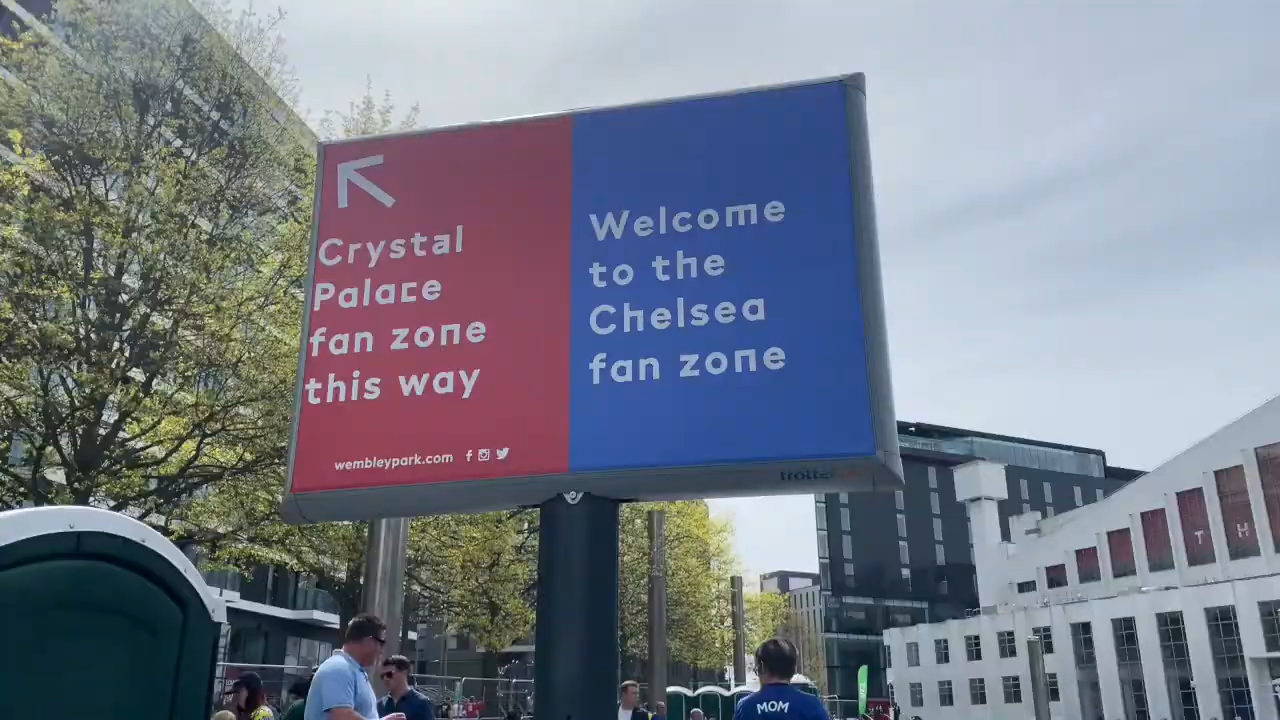 Crystal
Palace
fan zone
this way
wembleypark.com
Welcome
to the
Chelsea
fan zone
MOM
T H